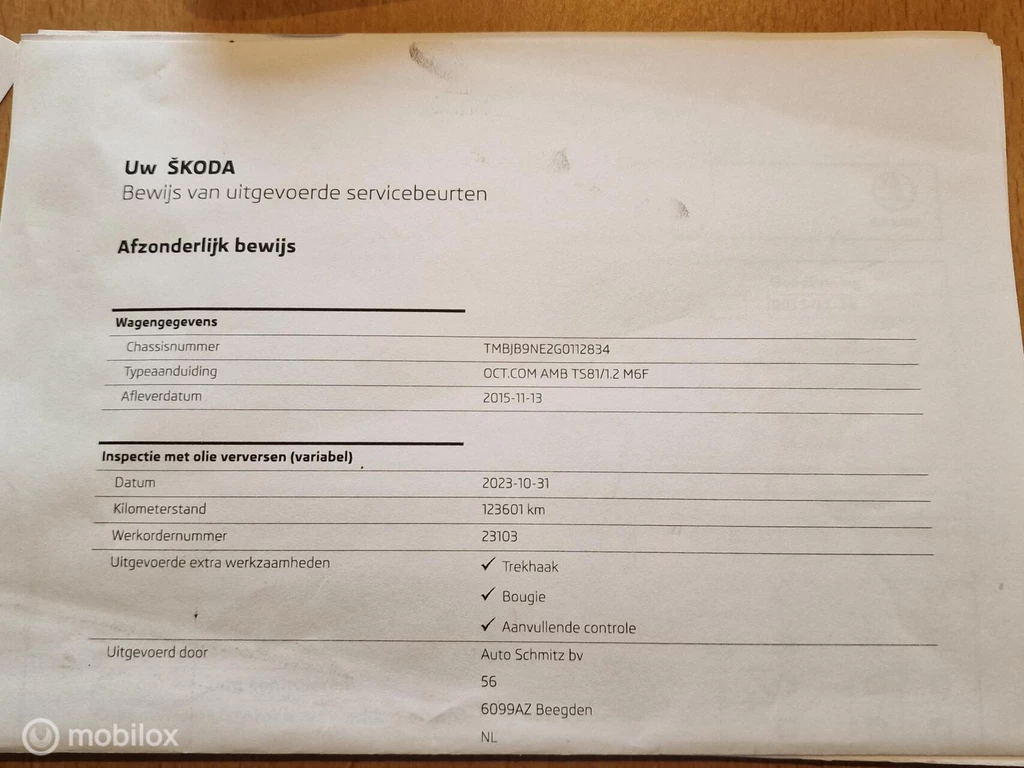 Uw ŠKODA
Bewijs van uitgevoerde servicebeurten
Afzonderlijk bewijs
Wagengegevens
Chassisnummer TMBJB9NE2G0112834
Typeaanduiding OCT.COM AMB TS81/1.2 M6F
Afleverdatum 2015-11-13
Inspectie met olie verversen (variabel)
Datum 2023-10-31
Kilometerstand 123601 km
Werkordernummer 23103
Uitgevoerde extra werkzaamheden ✓ Trekhaak
✓ Bougie
✓ Aanvullende controle
Uitgevoerd door Auto Schmitz bv
56
6099AZ Beegden
NL
mobilox